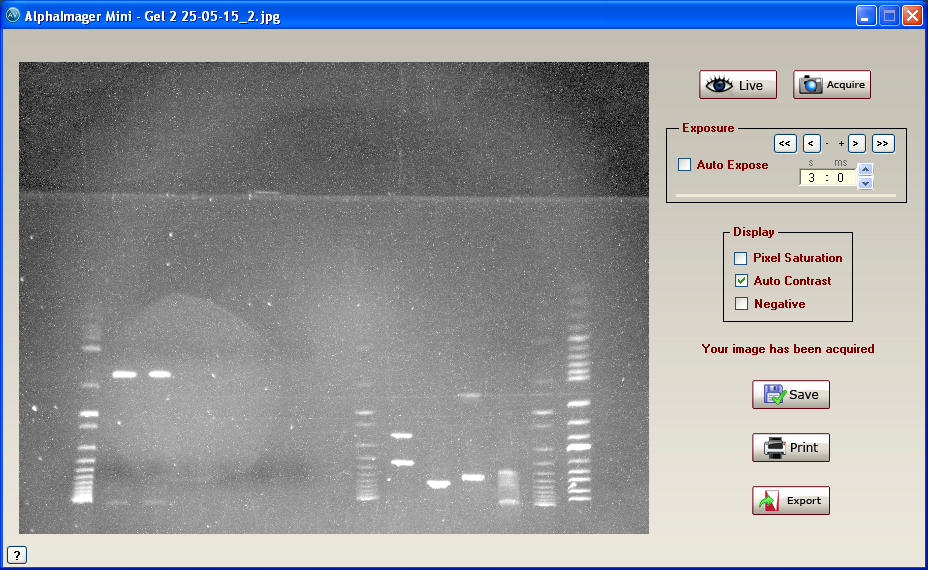 AV AlphaImager Mini - Gel 2 25-05-15_2.jpg
Live
Acquire
Exposure
<< < - + > >>
Auto Expose
s ms
3 : 0
Display
Pixel Saturation
Auto Contrast
Negative
Your image has been acquired
Save
Print
Export
?